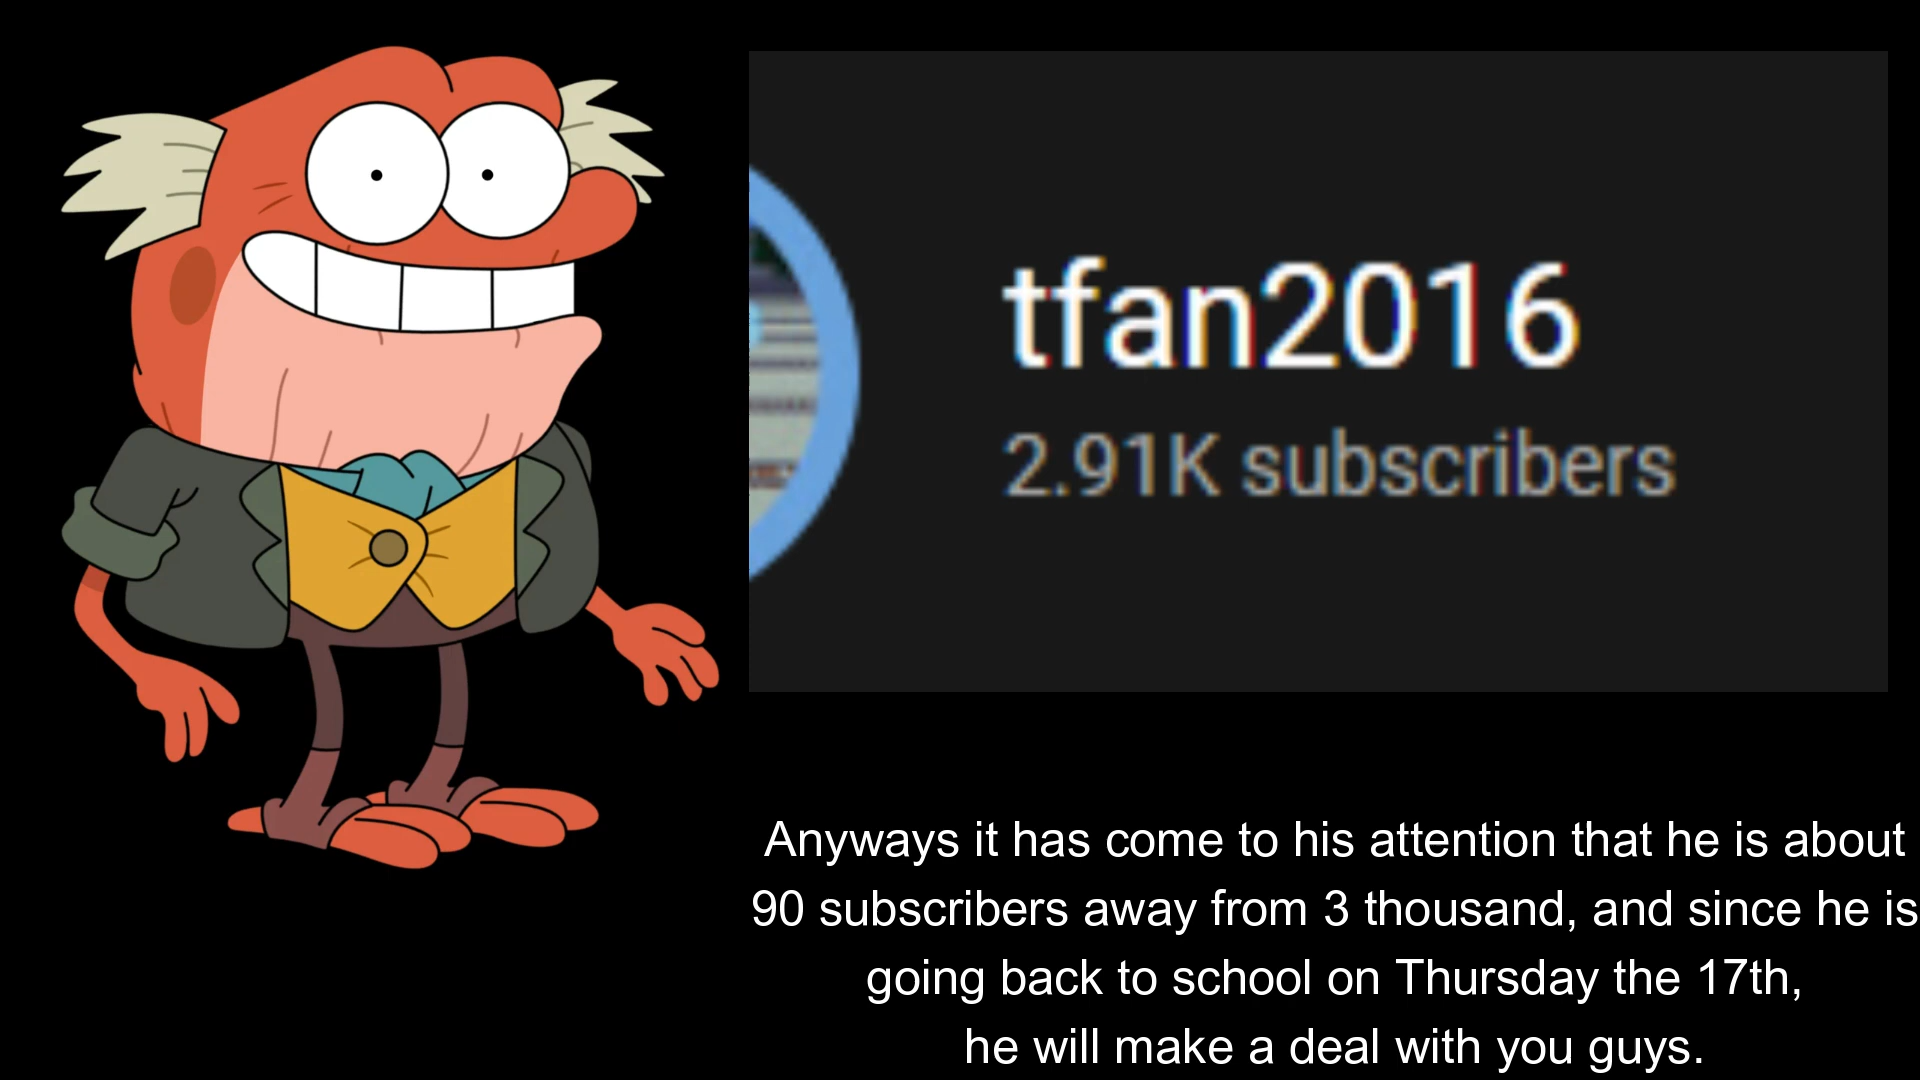 tfan2016
2.91K subscribers
Anyways it has come to his attention that he is about
90 subscribers away from 3 thousand, and since he is
going back to school on Thursday the 17th,
he will make a deal with you guys.